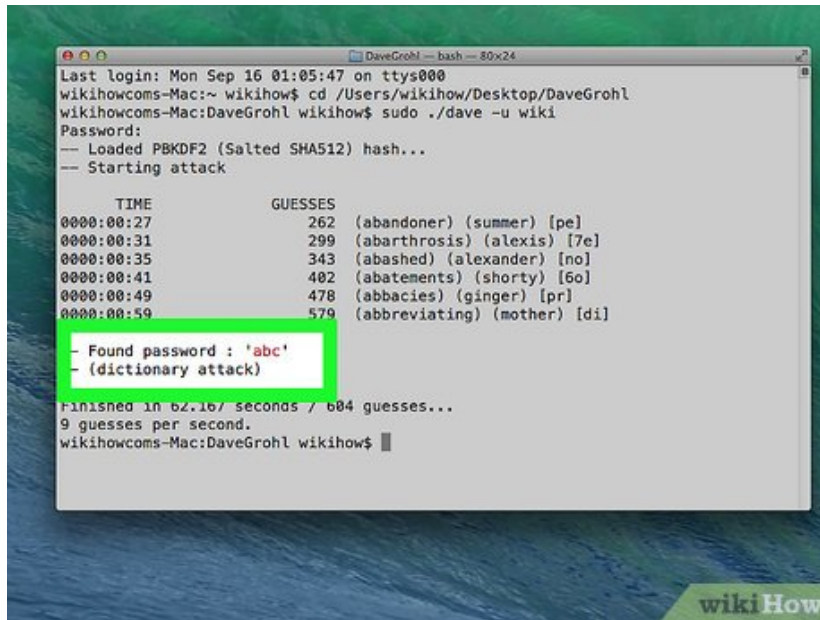 DaveGrohl — bash — 80×24
Last login: Mon Sep 16 01:05:47 on ttys000
wikihowcoms-Mac:~ wikihow$ cd /Users/wikihow/Desktop/DaveGrohl
wikihowcoms-Mac:DaveGrohl wikihow$ sudo ./dave -u wiki
Password:
-- Loaded PBKDF2 (Salted SHA512) hash...
-- Starting attack
TIME GUESSES
0000:00:27 262 (abandoner) (summer) [pe]
0000:00:31 299 (abarthrosis) (alexis) [7e]
0000:00:35 343 (abashed) (alexander) [no]
0000:00:41 402 (abatements) (shorty) [6o]
0000:00:49 478 (abbacies) (ginger) [pr]
0000:00:59 579 (abbreviating) (mother) [di]
- Found password : 'abc'
- (dictionary attack)
Finished in 62.167 seconds / 604 guesses...
9 guesses per second.
wikihowcoms-Mac:DaveGrohl wikihow$
wikiHow